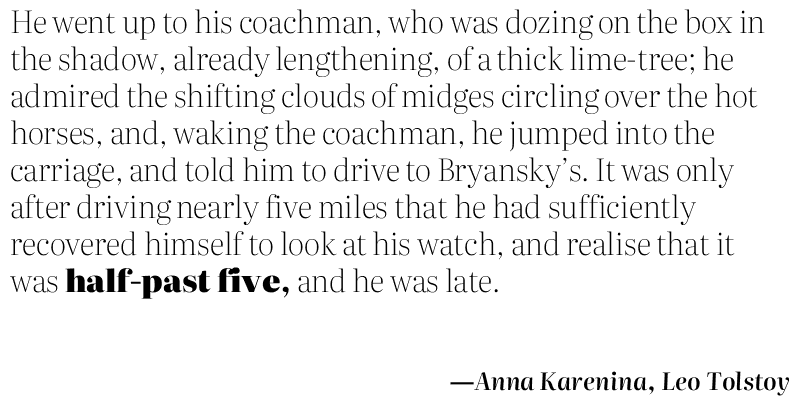 He went up to his coachman, who was dozing on the box in
the shadow, already lengthening, of a thick lime-tree; he
admired the shifting clouds of midges circling over the hot
horses, and, waking the coachman, he jumped into the
carriage, and told him to drive to Bryansky’s. It was only
after driving nearly five miles that he had sufficiently
recovered himself to look at his watch, and realise that it
was half-past five, and he was late.
—Anna Karenina, Leo Tolstoy